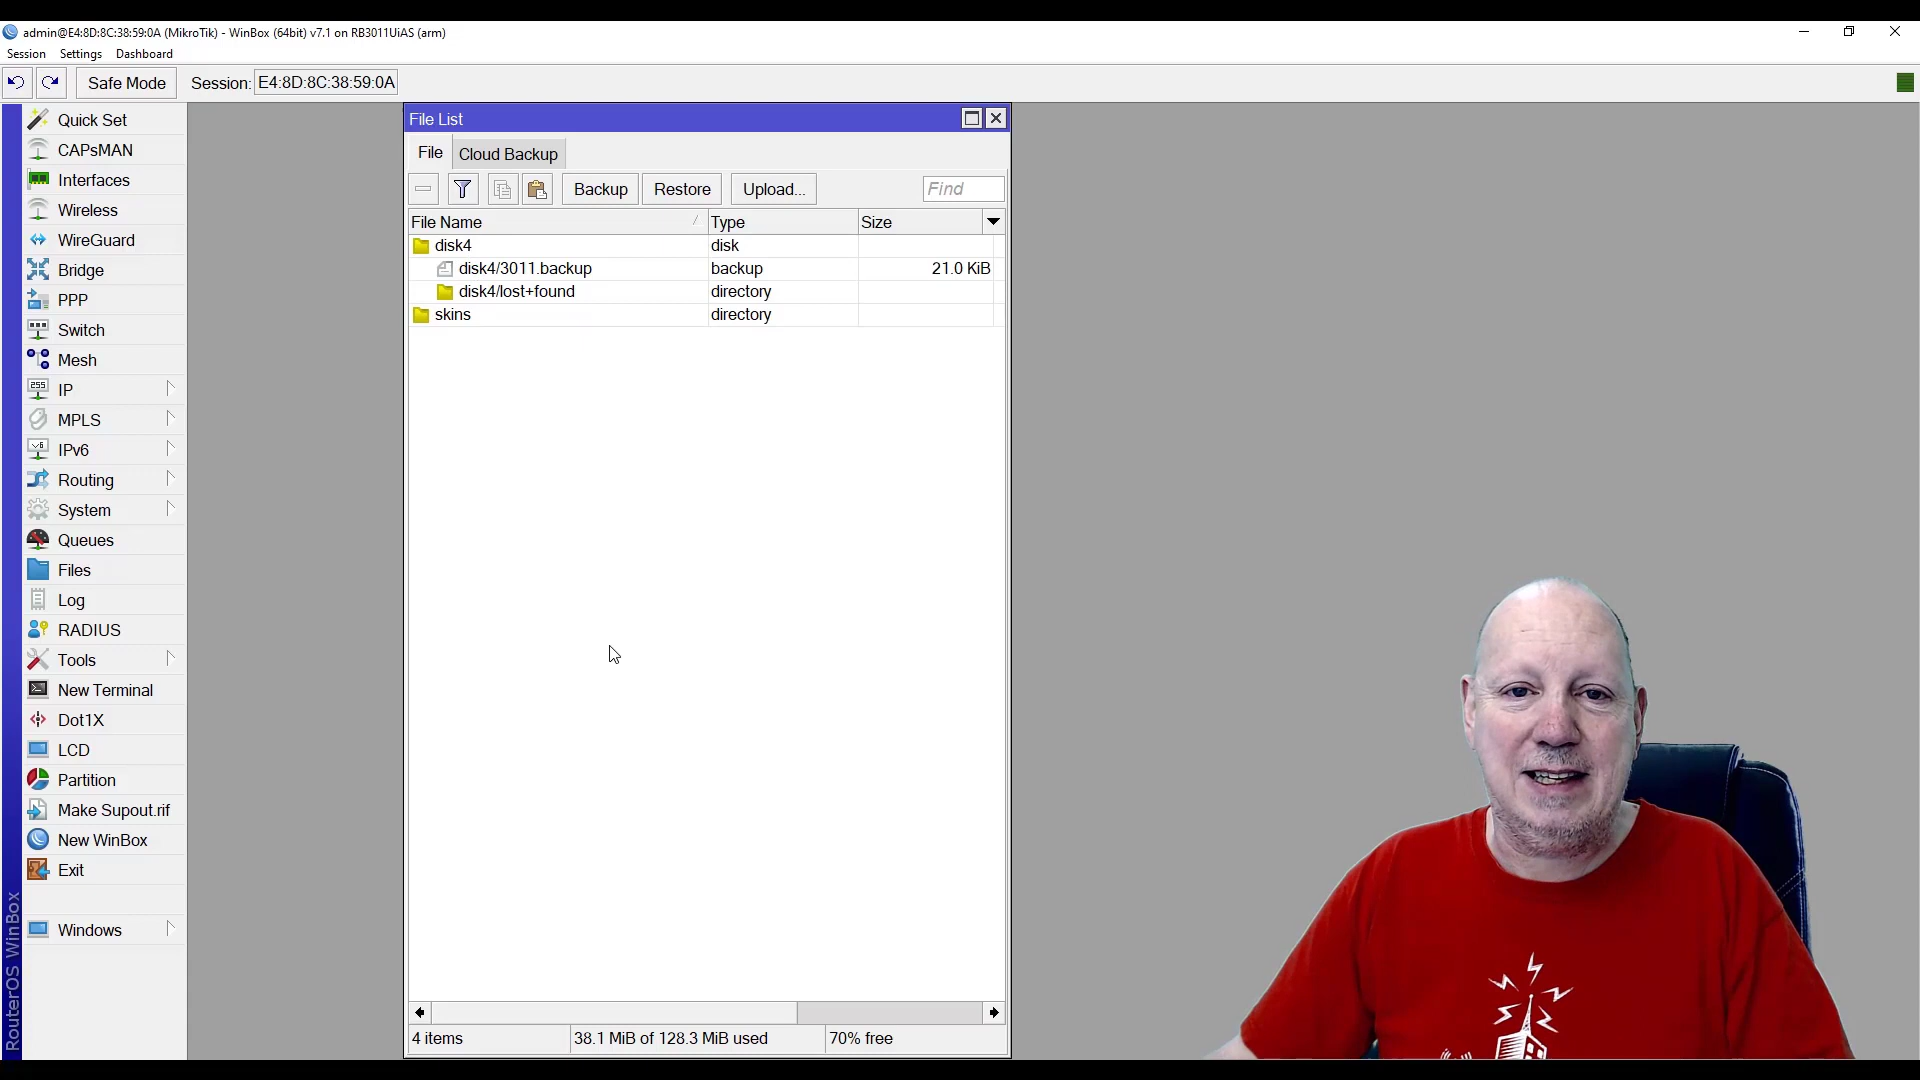 admin@E4:8D:8C:38:59:0A (MikroTik) - WinBox (64bit) v7.1 on RB3011UiAS (arm)
Session Settings Dashboard
Safe Mode Session: E4:8D:8C:38:59:0A
Quick Set
CAPsMAN
Interfaces
Wireless
WireGuard
Bridge
PPP
Switch
Mesh
IP
MPLS
IPv6
Routing
System
Queues
Files
Log
RADIUS
Tools
New Terminal
Dot1X
LCD
Partition
Make Supout.rif
New WinBox
Exit
Windows
RouterOS WinBox
File List
File Cloud Backup
Backup Restore Upload... Find
File Name Type Size
disk4 disk
disk4/3011.backup backup 21.0 KiB
disk4/lost+found directory
skins directory
4 items 38.1 MiB of 128.3 MiB used 70% free